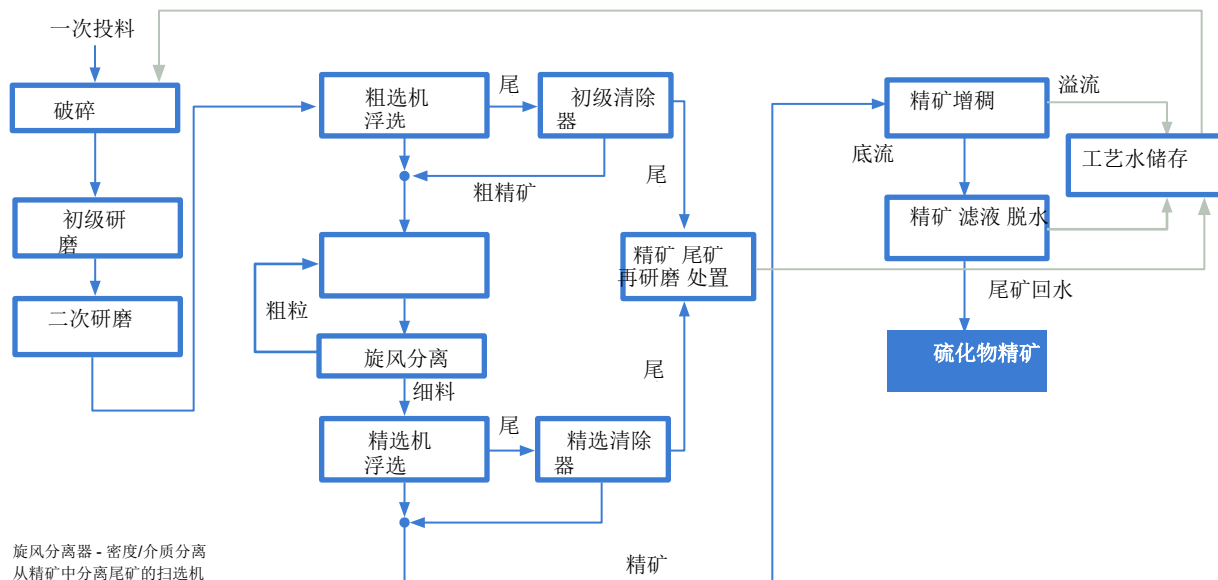 一次投料
破碎
初级研
磨
二次研磨
粗选机
浮选
尾
初级清除
器
粗精矿
尾
粗粒
旋风分离
细料
精选机
浮选
尾
精选清除
器
尾
精矿 尾矿
再研磨 处置
精矿增稠
溢流
底流
工艺水储存
精矿 滤液 脱水
尾矿回水
硫化物精矿
精矿
旋风分离器 - 密度/介质分离
从精矿中分离尾矿的扫选机